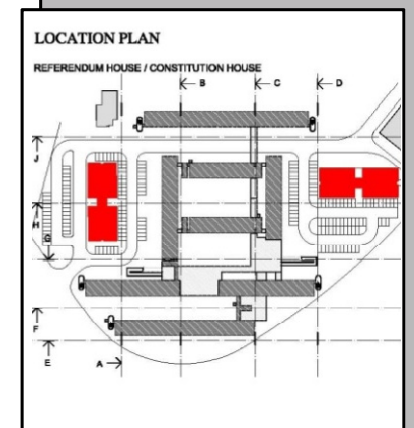 LOCATION PLAN
REFERENDUM HOUSE / CONSTITUTION HOUSE
B
C
D
J
H
G
F
E
A